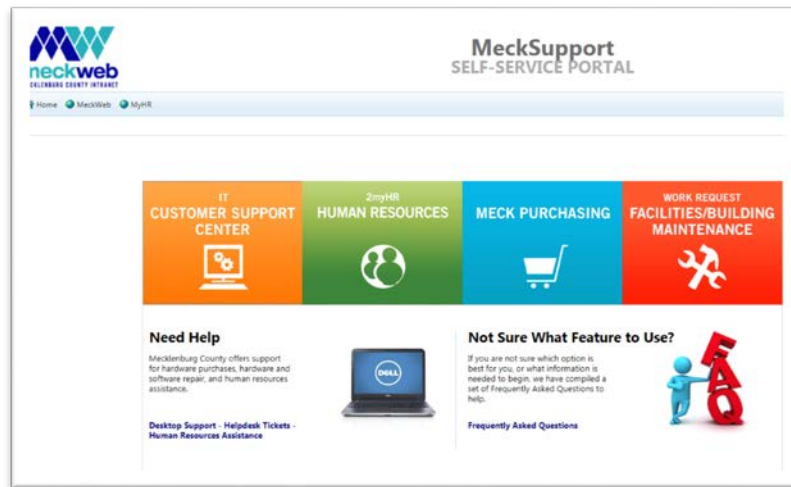 MW
neckweb
CKLENBURG COUNTY INTRANET
MeckSupport
SELF-SERVICE PORTAL
Home MeckWeb MyHR
IT
CUSTOMER SUPPORT
CENTER
2myHR
HUMAN RESOURCES
MECK PURCHASING
WORK REQUEST
FACILITIES/BUILDING
MAINTENANCE
Need Help
Mecklenburg County offers support
for hardware purchases, hardware and
software repair, and human resources
assistance.
Desktop Support - Helpdesk Tickets -
Human Resources Assistance
DELL
Not Sure What Feature to Use?
If you are not sure which option is
best for you, or what information is
needed to begin, we have compiled a
set of Frequently Asked Questions to
help.
Frequently Asked Questions
FAQ